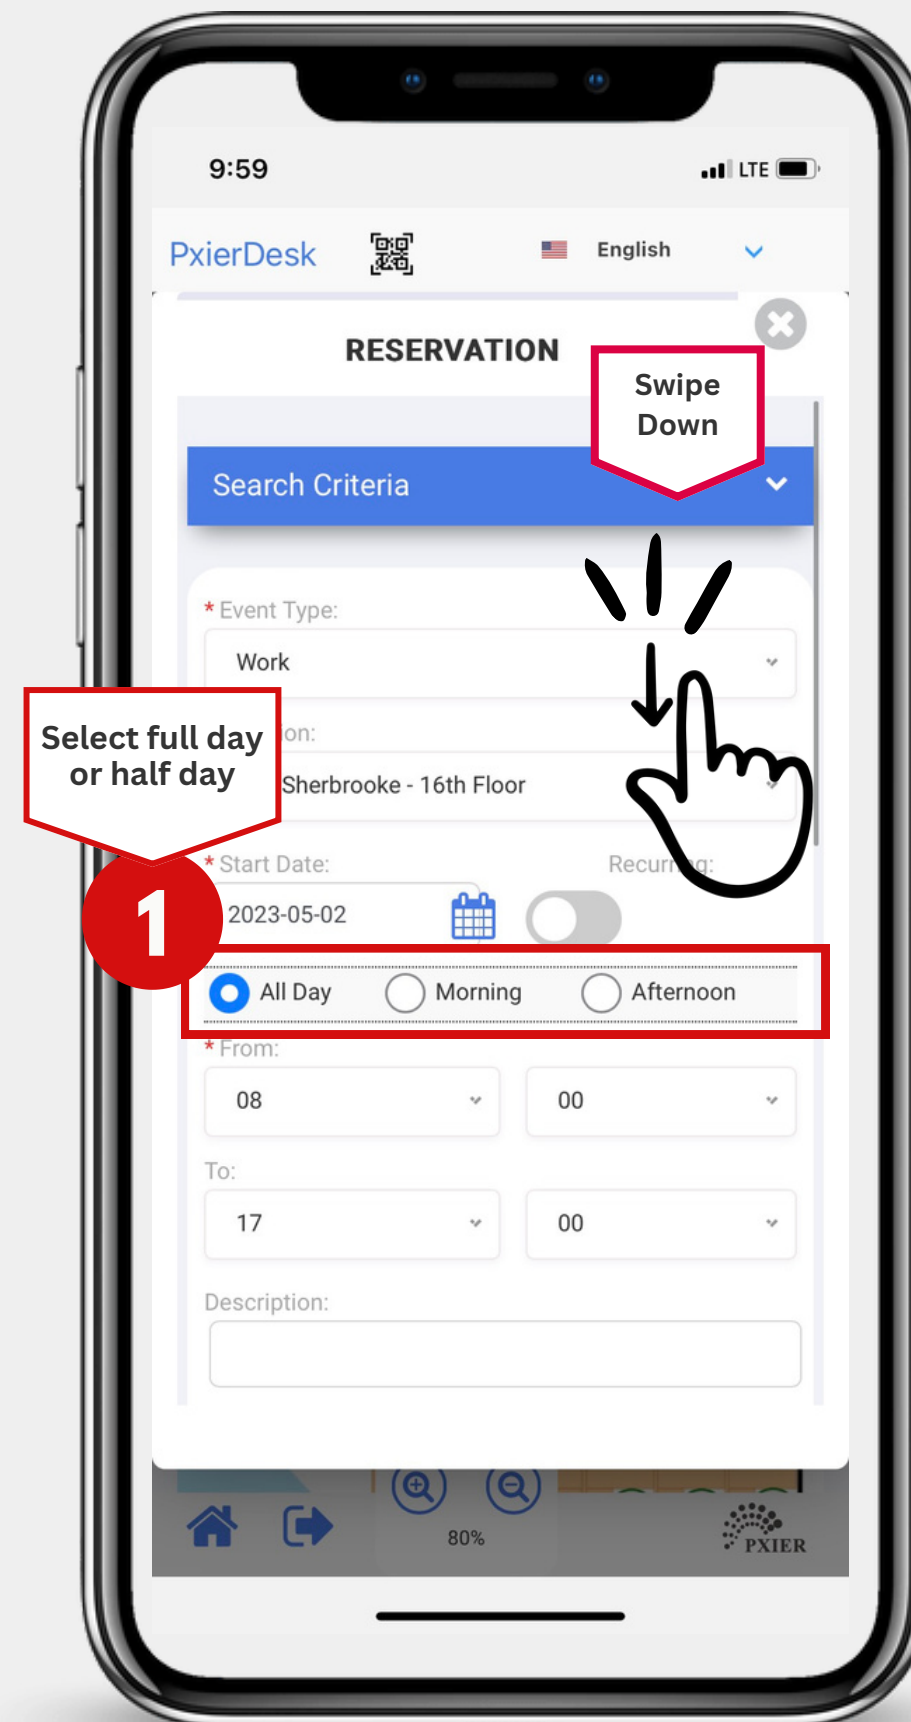 9:59
LTE
PxierDesk
English
RESERVATION
Swipe
Down
Search Criteria
* Event Type:
Work
Select full day
or half day
ion:
Sherbrooke - 16th Floor
* Start Date:
Recurring:
1
2023-05-02
All Day Morning Afternoon
* From:
08 00
To:
17 00
Description:
80%
PXIER